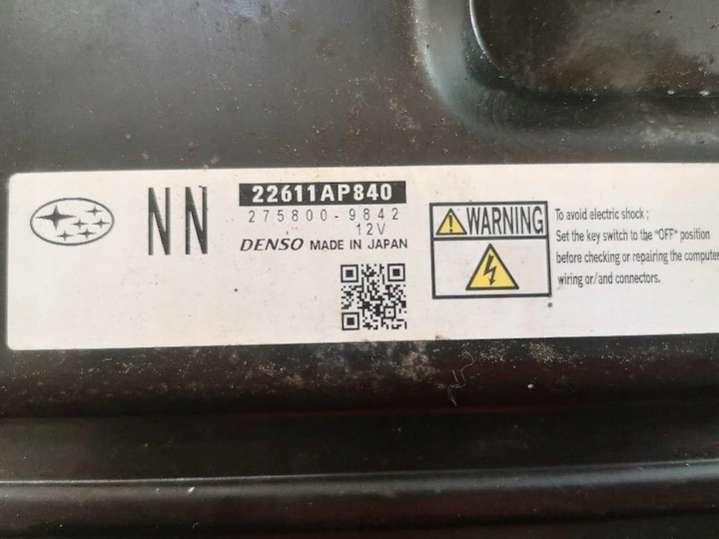 NN
22611AP840
275800-9842
12V
DENSO MADE IN JAPAN
WARNING
To avoid electric shock ;
Set the key switch to the "OFF" position
before checking or repairing the computer
wiring or/and connectors.